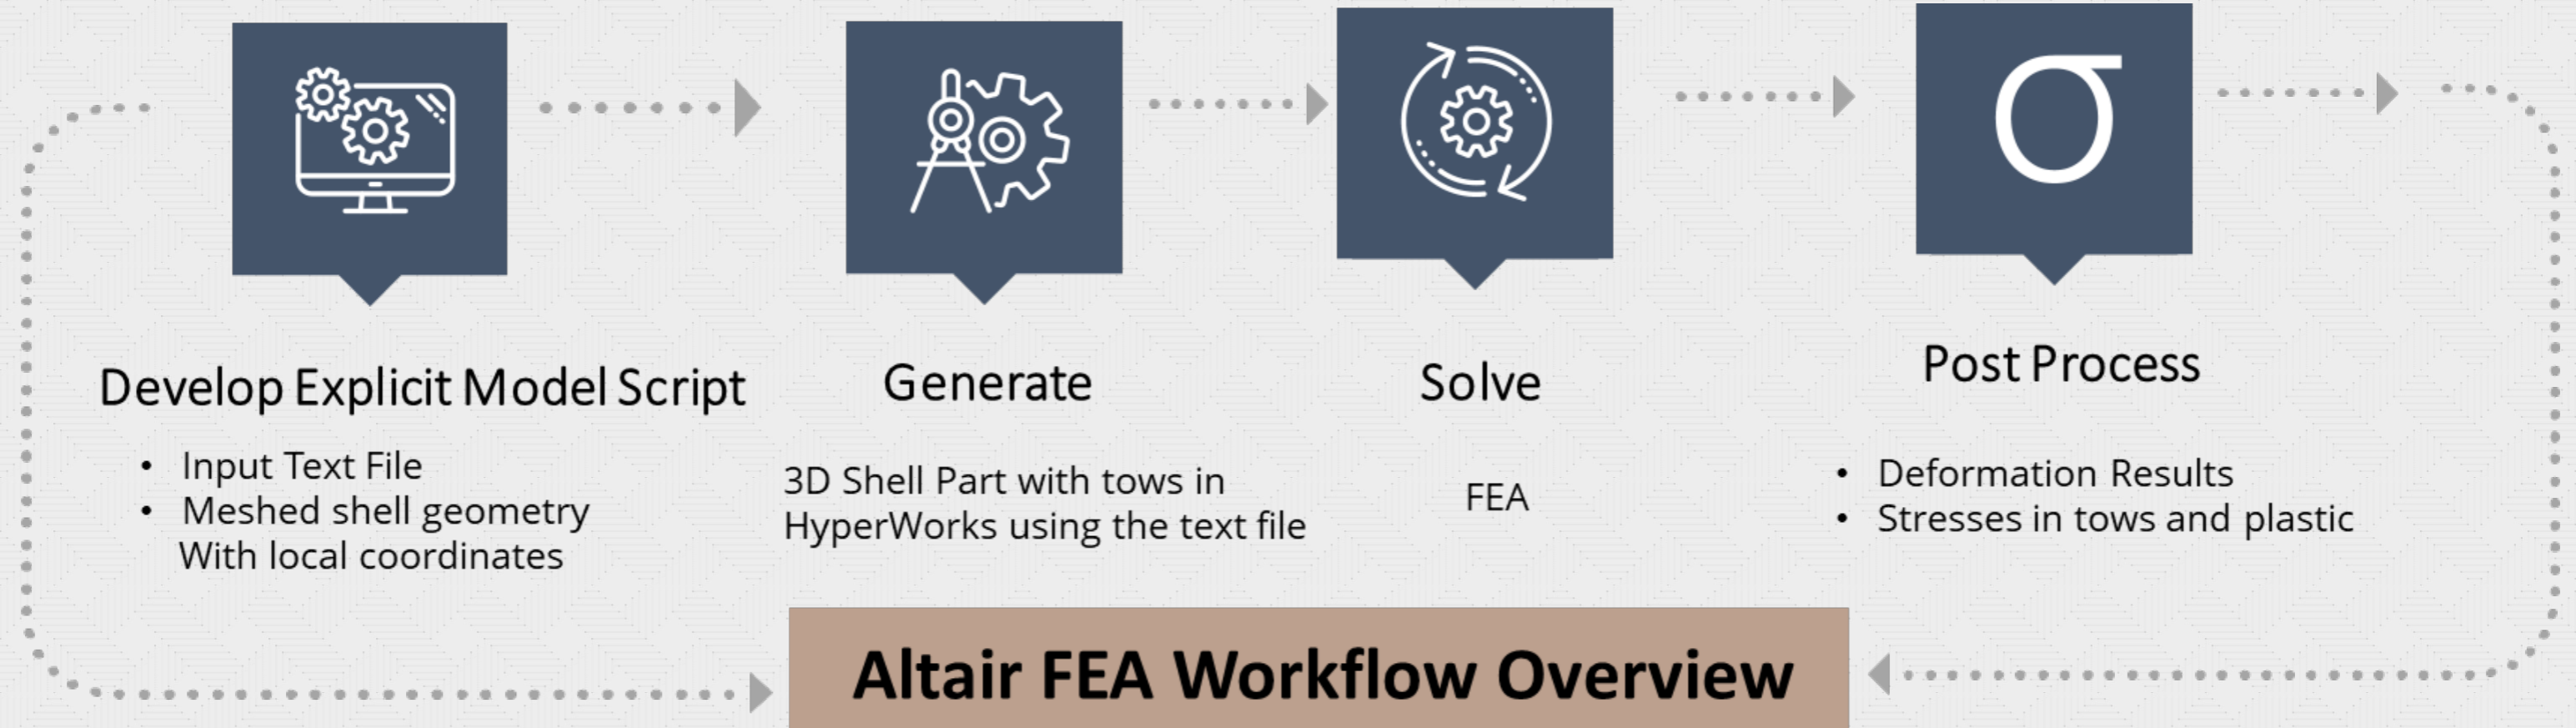 σ
Develop Explicit Model Script
• Input Text File
• Meshed shell geometry
With local coordinates
Generate
3D Shell Part with tows in
HyperWorks using the text file
Solve
FEA
Post Process
• Deformation Results
• Stresses in tows and plastic
Altair FEA Workflow Overview